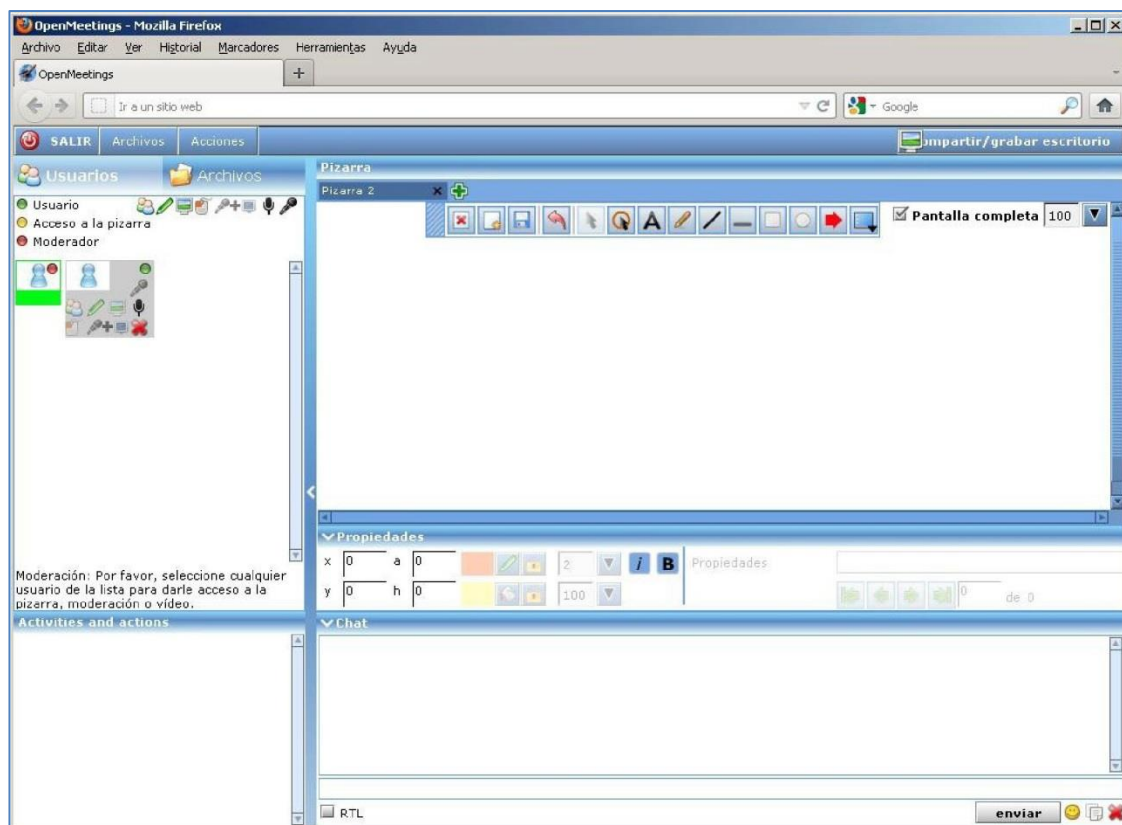 OpenMeetings - Mozilla Firefox
Archivo Editar Ver Historial Marcadores Herramientas Ayuda
OpenMeetings
Ir a un sitio web
Google
SALIR Archivos Acciones
ompartir/grabar escritorio
Usuarios Archivos
Usuario
Acceso a la pizarra
Moderador
Moderación: Por favor, seleccione cualquier
usuario de la lista para darle acceso a la
pizarra, moderación o vídeo.
Activities and actions
Pizarra
Pizarra 2
A
Pantalla completa 100
Propiedades
x 0 a 0 2 i B Propiedades
y 0 h 0 100 0 de 0
Chat
RTL
enviar